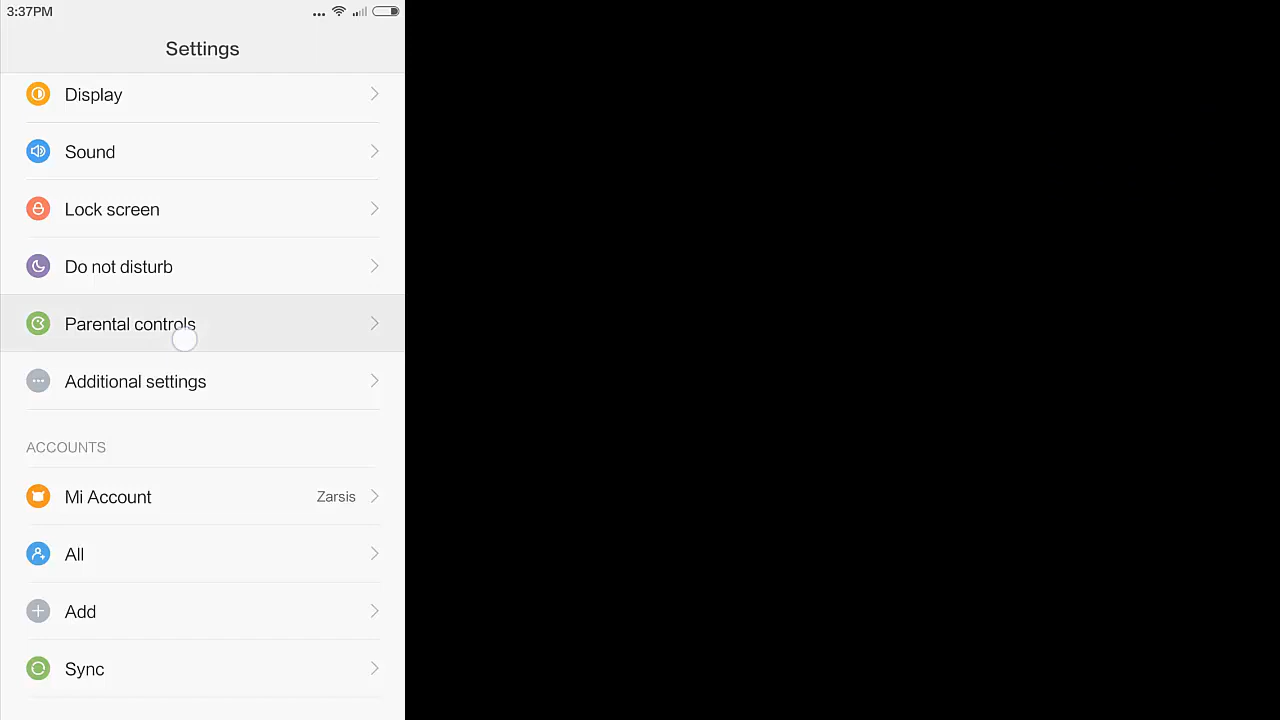 3:37PM
Settings
Display
Sound
Lock screen
Do not disturb
Parental controls
Additional settings
ACCOUNTS
Mi Account Zarsis
All
Add
Sync